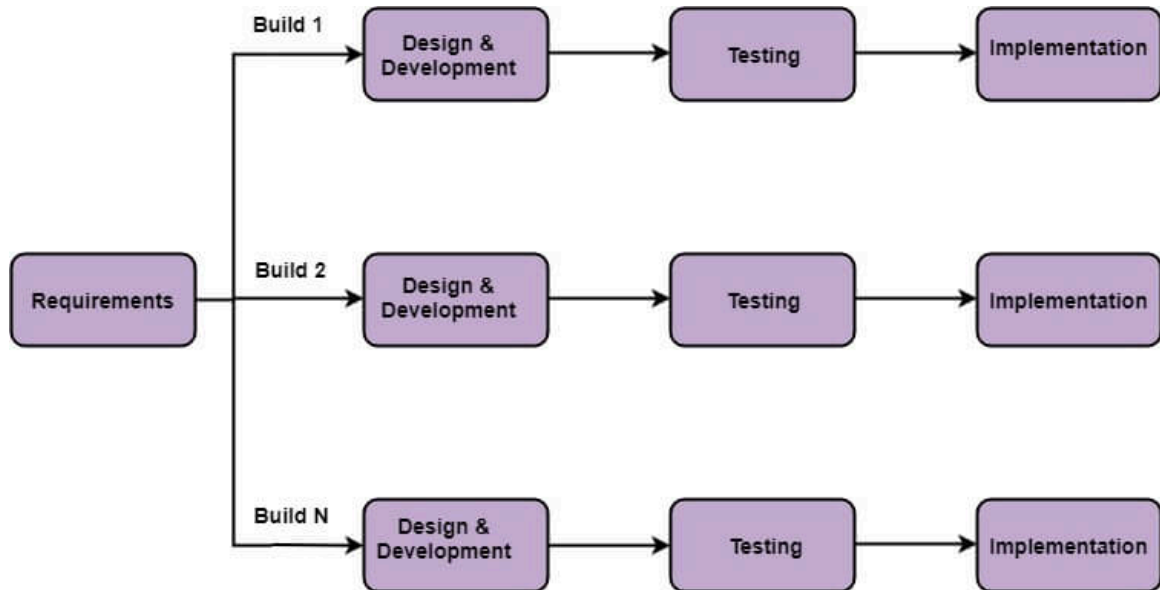 Build 1
Design &
Development
Testing
Implementation
Requirements
Build 2
Design &
Development
Testing
Implementation
Build N
Design &
Development
Testing
Implementation